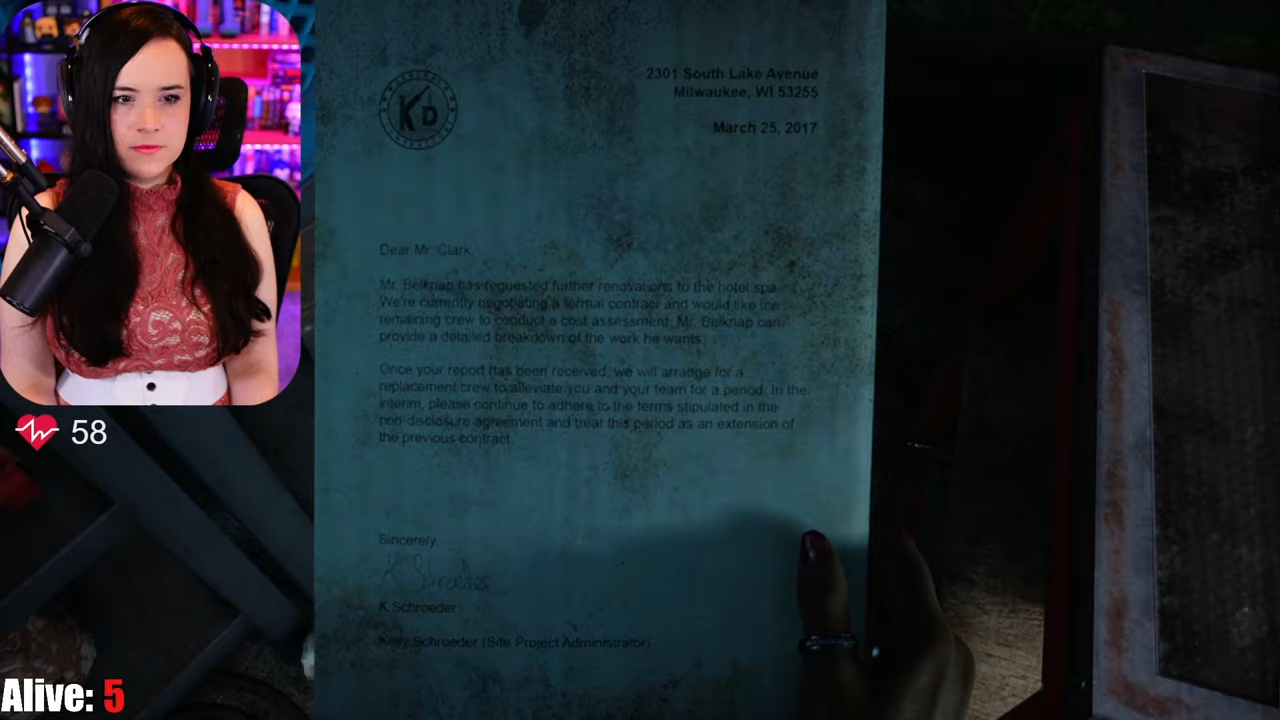 2301 South Lake Avenue
Milwaukee, WI 53255
March 25, 2017
KD
Dear Mr. Clark,
Mr. Belknap has requested further renovations to the hotel spa.
We're currently negotiating a formal contract and would like the
remaining crew to conduct a cost assessment. Mr. Belknap can
provide a detailed breakdown of the work he wants.
Once your report has been received, we will arrange for a
replacement crew to alleviate you and your team for a period. In the
interim, please continue to adhere to the terms stipulated in the
non-disclosure agreement and treat this period as an extension of
the previous contract.
Sincerely,
K Schroeder
K Schroeder
Kelly Schroeder (Site Project Administrator)
58
Alive: 5